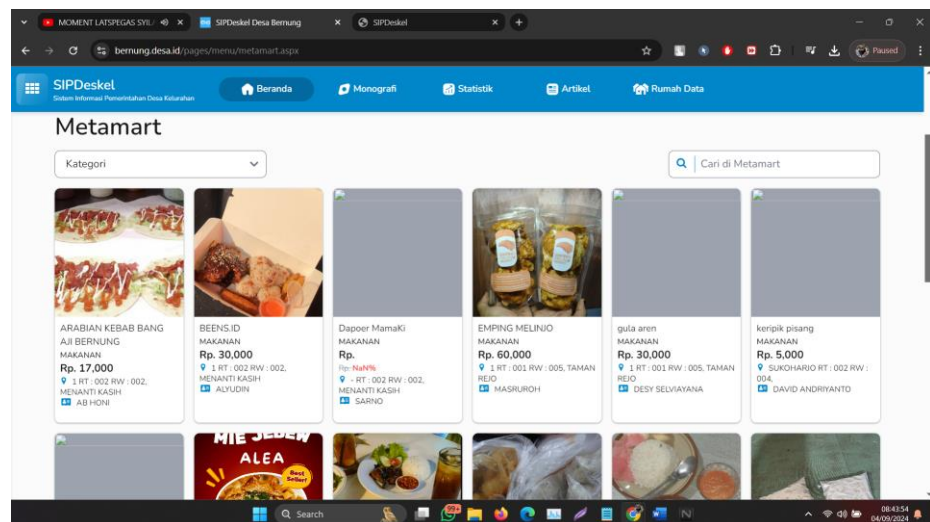 MOMENT LATSPEGAS SYIL
SIPDeskel Desa Bernung
SIPDeskel
bernung.desa.id/pages/menu/metamart.aspx
Paused
SIPDeskel
Sistem Informasi Pemerintahan Desa Kelurahan
Beranda
Monografi
Statistik
Artikel
Rumah Data
Metamart
Kategori
Cari di Metamart
ARABIAN KEBAB BANG
AJI BERNUNG
MAKANAN
Rp. 17,000
1 RT : 002 RW : 002,
MENANTI KASIH
AB HONI
BEENS.ID
MAKANAN
Rp. 30,000
1 RT : 002 RW : 002,
MENANTI KASIH
ALYUDIN
Dapoer MamaKi
MAKANAN
Rp.
Rp. NaN%
- RT : 002 RW : 002,
MENANTI KASIH
SARNO
EMPING MELINJO
MAKANAN
Rp. 60,000
1 RT : 001 RW : 005, TAMAN
REJO
MASRUROH
gula aren
MAKANAN
Rp. 30,000
1 RT : 001 RW : 005, TAMAN
REJO
DESY SELVIAYANA
keripik pisang
MAKANAN
Rp. 5,000
SUKOHARJO RT : 002 RW :
004,
DAVID ANDRIYANTO
MIE JEBEW
ALEA
Best
Seller!
Search
99+
08:43:54
04/09/2024